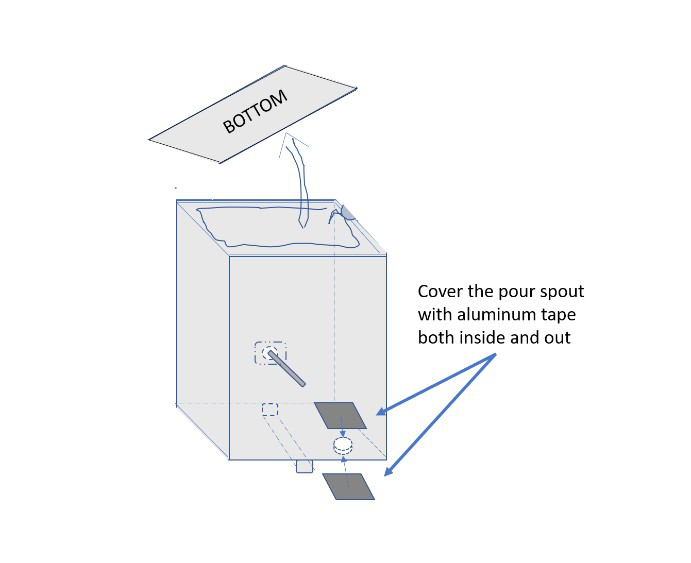 BOTTOM
Cover the pour spout
with aluminum tape
both inside and out